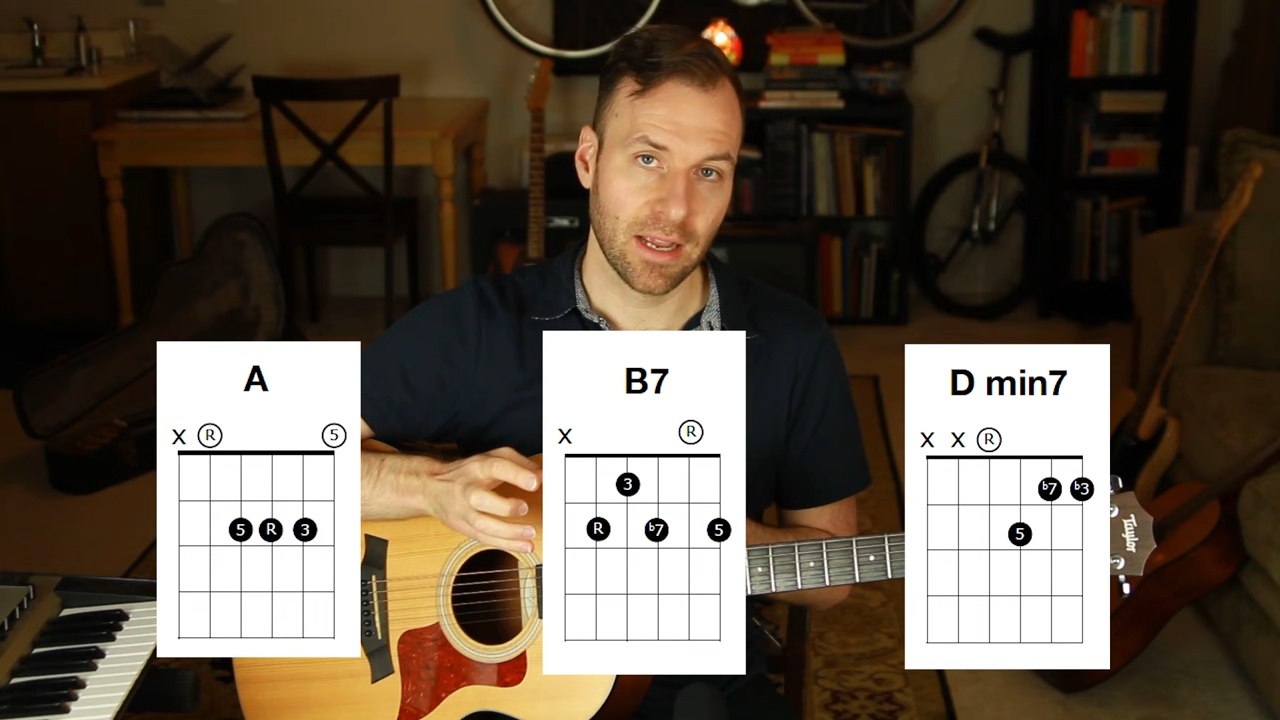 A
X R 5
5 R 3
B7
X R
3
R b7 5
D min7
X X R
b7 b3
5
Taylor